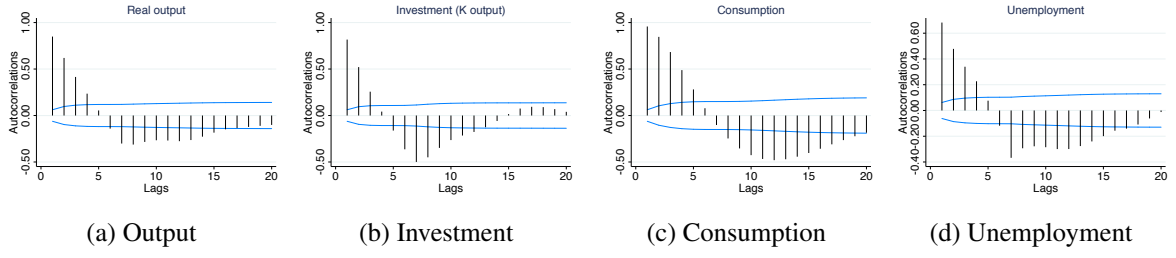 Real output
Autocorrelations
1.00
0.50
0.00
-0.50
0
5
10
15
20
Lags
(a) Output
Investment (K output)
Autocorrelations
1.00
0.50
0.00
-0.50
0
5
10
15
20
Lags
(b) Investment
Consumption
Autocorrelations
1.00
0.50
0.00
-0.50
0
5
10
15
20
Lags
(c) Consumption
Unemployment
Autocorrelations
0.60
0.40
0.20
0.00
-0.20
-0.40
0
5
10
15
20
Lags
(d) Unemployment